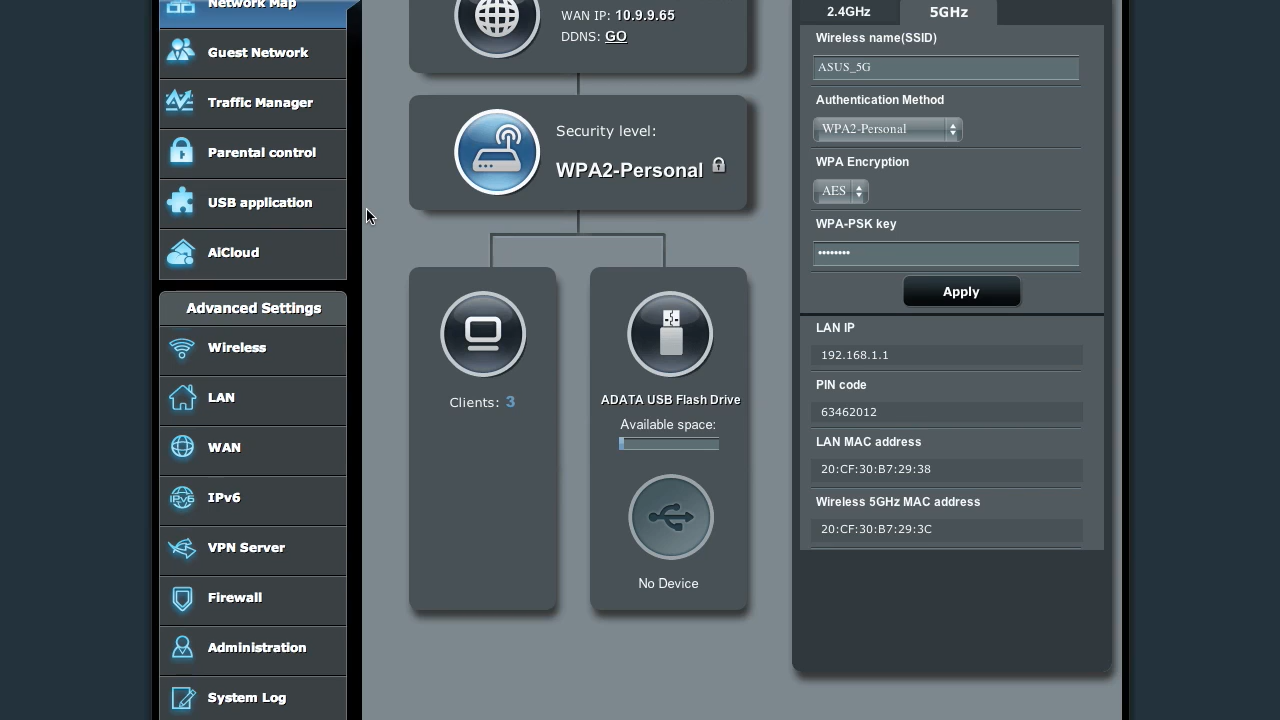 Network Map
Guest Network
Traffic Manager
Parental control
USB application
AiCloud
Advanced Settings
Wireless
LAN
WAN
IPv6
IPv6
VPN Server
Firewall
Administration
System Log
WAN IP: 10.9.9.65
DDNS: GO
Security level:
WPA2-Personal
Clients: 3
ADATA USB Flash Drive
Available space:
No Device
2.4GHz
5GHz
Wireless name(SSID)
ASUS_5G
Authentication Method
WPA2-Personal
WPA Encryption
AES
WPA-PSK key
••••••••
Apply
LAN IP
192.168.1.1
PIN code
63462012
LAN MAC address
20:CF:30:B7:29:38
Wireless 5GHz MAC address
20:CF:30:B7:29:3C